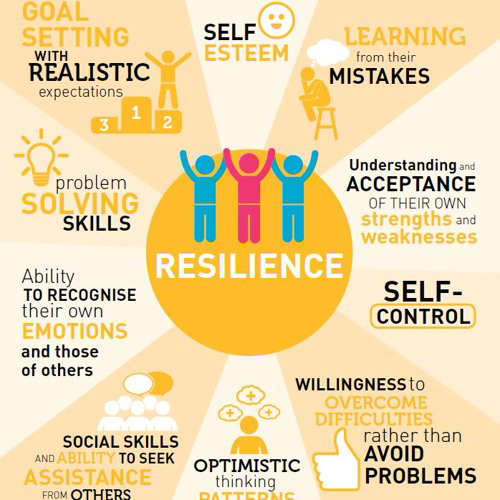 GOAL
SETTING
WITH
REALISTIC
expectations
1
2
3
SELF
ESTEEM
LEARNING
from their
MISTAKES
problem
SOLVING
SKILLS
Understanding and
ACCEPTANCE
OF THEIR OWN
strengths and
weaknesses
RESILIENCE
Ability
TO RECOGNISE
their own
EMOTIONS
and those
of others
SELF-
CONTROL
SOCIAL SKILLS
AND ABILITY TO SEEK
ASSISTANCE
FROM OTHERS
OPTIMISTIC
thinking
PATTERNS
WILLINGNESS to
OVERCOME
DIFFICULTIES
rather than
AVOID
PROBLEMS